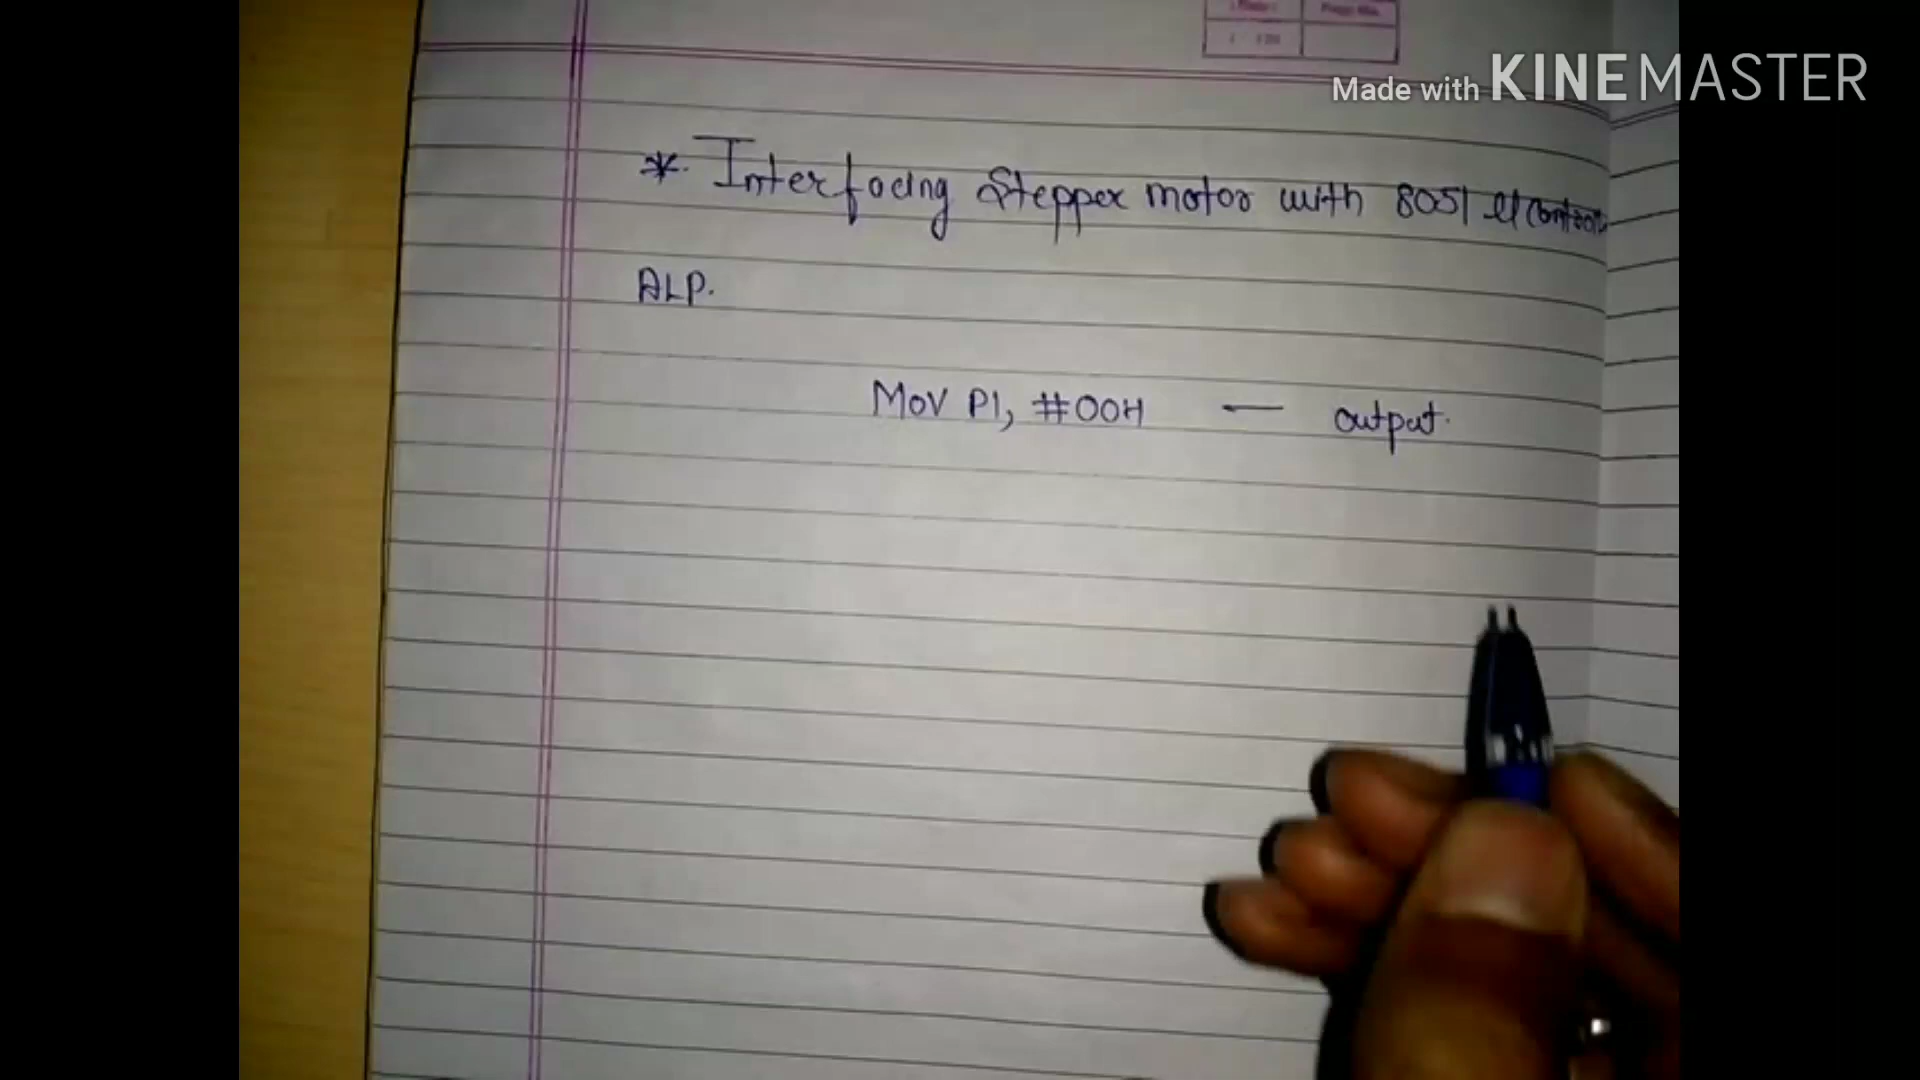 Made with KINEMASTER
* Interfacing Stepper motor with 8051
ALP.
MOV P1, #00H — output.